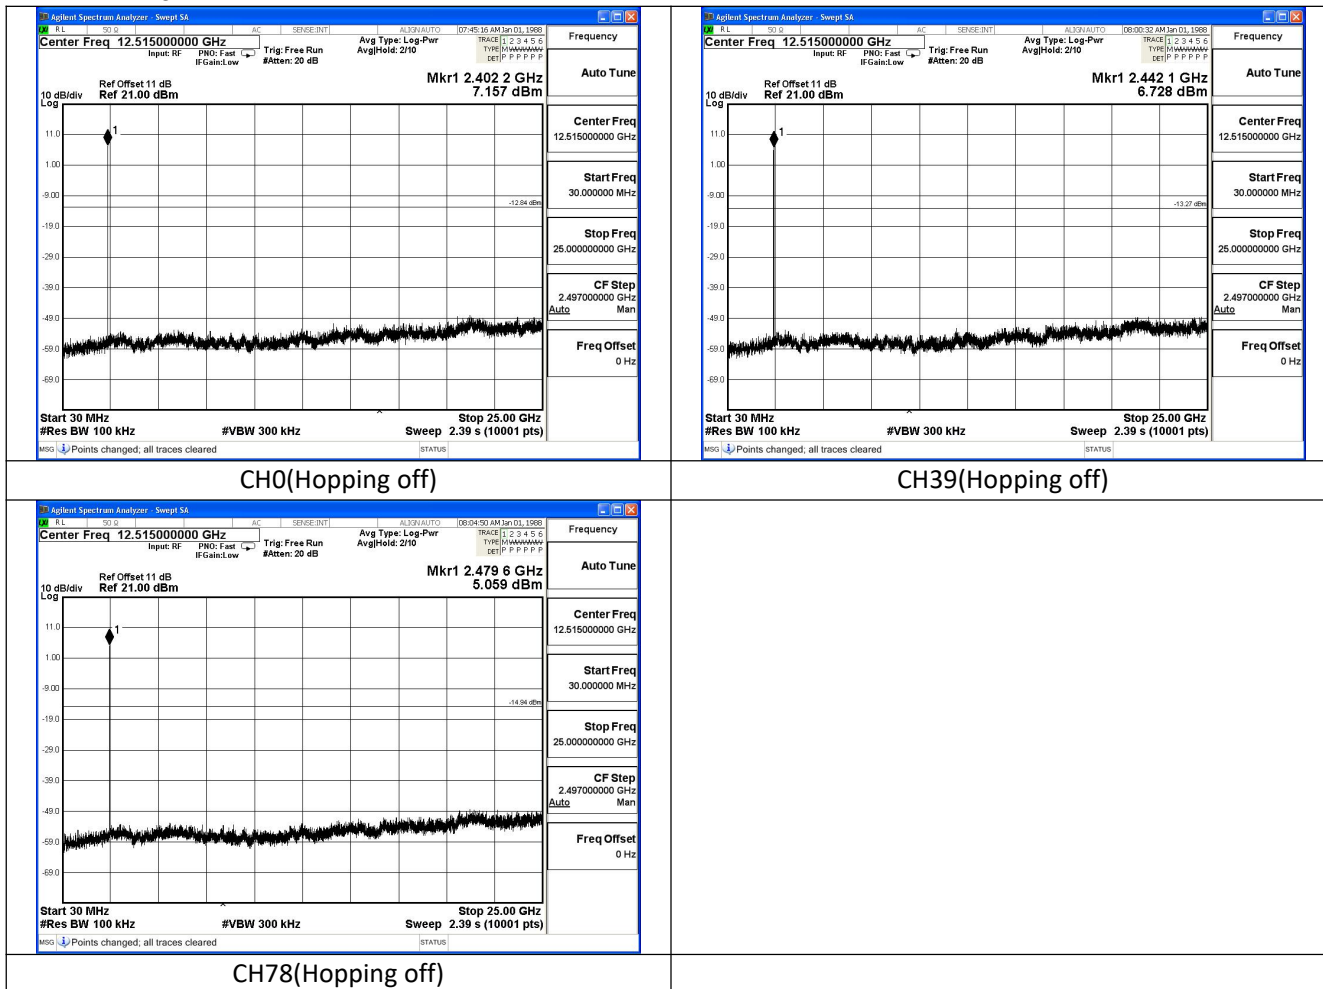 Agilent Spectrum Analyzer - Swept SA
RL 50 Ω AC SENSE:INT ALIGNAUTO 07:45:16 AM Jan 01, 1988
Center Freq 12.515000000 GHz
Input: RF PNO: Fast IFGain:Low
Trig: Free Run
#Atten: 20 dB
Avg Type: Log-Pwr
Avg|Hold: 2/10
TRACE 1 2 3 4 5 6
TYPE MWWWWW
DET P P P P P P
Ref Offset 11 dB
10 dB/div Ref 21.00 dBm
Log
Mkr1 2.402 2 GHz
7.157 dBm
1
11.0
1.00
-9.00
-12.84 dBm
-19.0
-29.0
-39.0
-49.0
-59.0
-69.0
Start 30 MHz Stop 25.00 GHz
#Res BW 100 kHz #VBW 300 kHz Sweep 2.39 s (10001 pts)
MSG Points changed; all traces cleared STATUS
Frequency
Auto Tune
Center Freq
12.515000000 GHz
Start Freq
30.000000 MHz
Stop Freq
25.000000000 GHz
CF Step
2.497000000 GHz
Auto Man
Freq Offset
0 Hz
CH0(Hopping off)
Agilent Spectrum Analyzer - Swept SA
RL 50 Ω AC SENSE:INT ALIGNAUTO 08:00:32 AM Jan 01, 1988
Center Freq 12.515000000 GHz
Input: RF PNO: Fast IFGain:Low
Trig: Free Run
#Atten: 20 dB
Avg Type: Log-Pwr
Avg|Hold: 2/10
TRACE 1 2 3 4 5 6
TYPE MWWWWW
DET P P P P P P
Ref Offset 11 dB
10 dB/div Ref 21.00 dBm
Log
Mkr1 2.442 1 GHz
6.728 dBm
1
11.0
1.00
-9.00
-13.27 dBm
-19.0
-29.0
-39.0
-49.0
-59.0
-69.0
Start 30 MHz Stop 25.00 GHz
#Res BW 100 kHz #VBW 300 kHz Sweep 2.39 s (10001 pts)
MSG Points changed; all traces cleared STATUS
Frequency
Auto Tune
Center Freq
12.515000000 GHz
Start Freq
30.000000 MHz
Stop Freq
25.000000000 GHz
CF Step
2.497000000 GHz
Auto Man
Freq Offset
0 Hz
CH39(Hopping off)
Agilent Spectrum Analyzer - Swept SA
RL 50 Ω AC SENSE:INT ALIGNAUTO 08:04:50 AM Jan 01, 1988
Center Freq 12.515000000 GHz
Input: RF PNO: Fast IFGain:Low
Trig: Free Run
#Atten: 20 dB
Avg Type: Log-Pwr
Avg|Hold: 2/10
TRACE 1 2 3 4 5 6
TYPE MWWWWW
DET P P P P P P
Ref Offset 11 dB
10 dB/div Ref 21.00 dBm
Log
Mkr1 2.479 6 GHz
5.059 dBm
1
11.0
1.00
-9.00
-14.94 dBm
-19.0
-29.0
-39.0
-49.0
-59.0
-69.0
Start 30 MHz Stop 25.00 GHz
#Res BW 100 kHz #VBW 300 kHz Sweep 2.39 s (10001 pts)
MSG Points changed; all traces cleared STATUS
Frequency
Auto Tune
Center Freq
12.515000000 GHz
Start Freq
30.000000 MHz
Stop Freq
25.000000000 GHz
CF Step
2.497000000 GHz
Auto Man
Freq Offset
0 Hz
CH78(Hopping off)